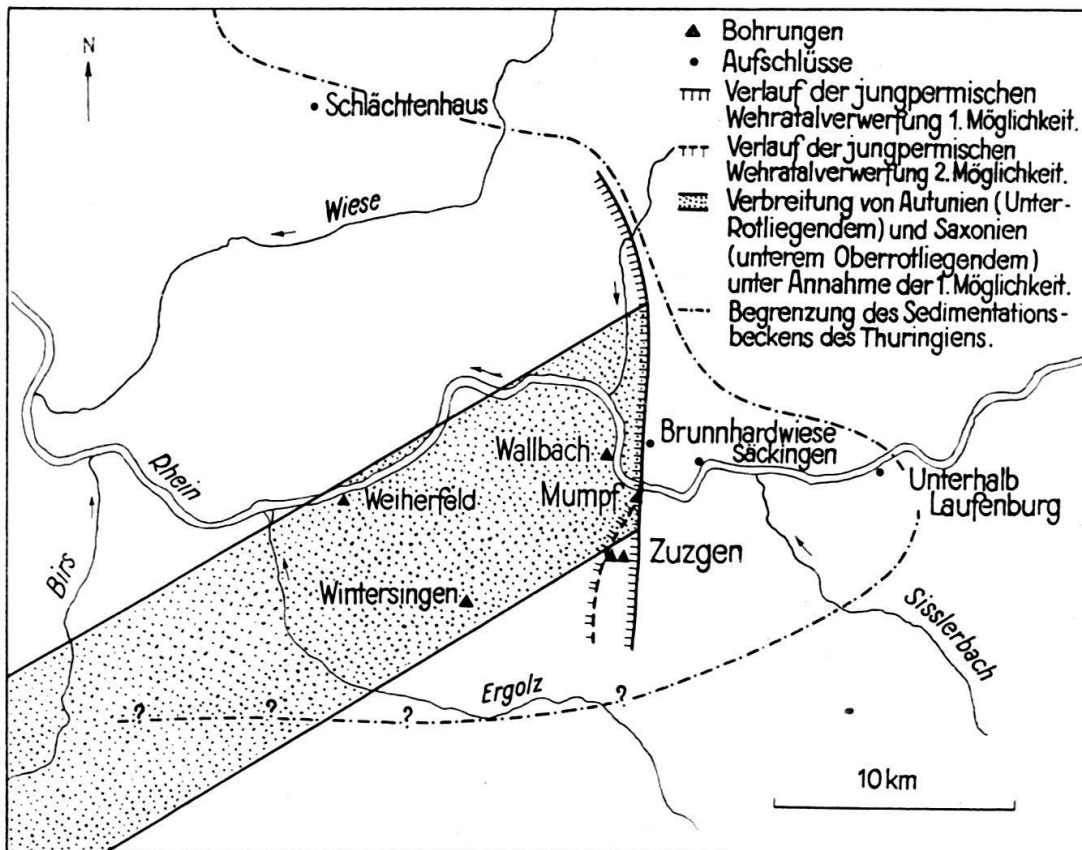 N
Bohrungen
Aufschlüsse
Verlauf der jungpermischen
Wehratalverwerfung 1. Möglichkeit.
Verlauf der jungpermischen
Wehratalverwerfung 2. Möglichkeit.
Verbreitung von Autunien (Unter-
Rotliegendem) und Saxonien
(unterem Oberrotliegendem)
unter Annahme der 1. Möglichkeit.
Begrenzung des Sedimentations-
beckens des Thuringiens.
Schlächtenhaus
Wiese
Brunnhardwiese
Säckingen
Wallbach
Rhein
Weiherfeld
Mumpf
Unterhalb
Laufenburg
Zuzgen
Birs
Wintersingen
Sisslerbach
Ergolz
? ? ? ?
10 km